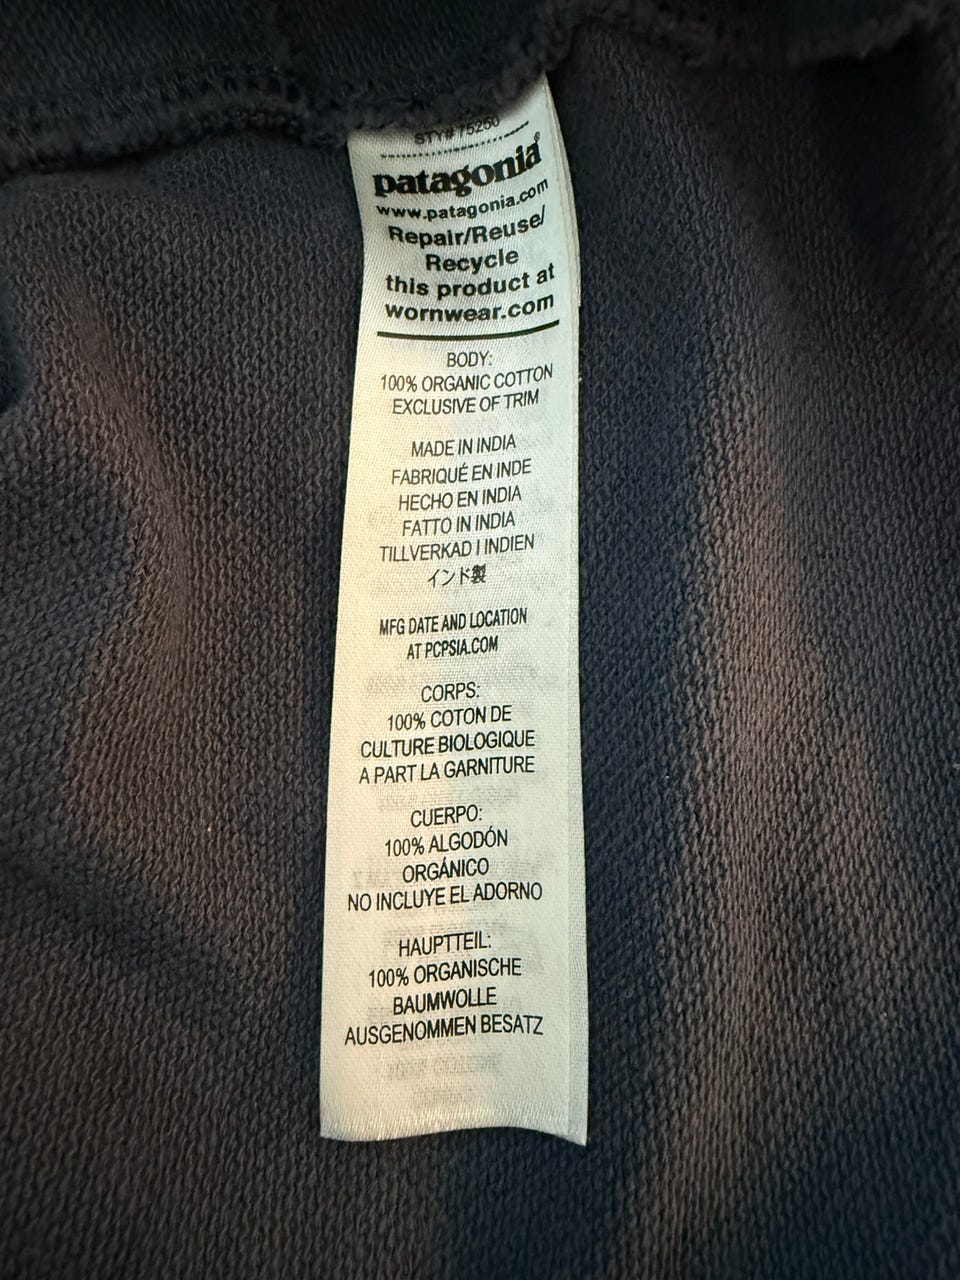 STY# 75260
patagonia®
www.patagonia.com
Repair/Reuse/
Recycle
this product at
wornwear.com
BODY:
100% ORGANIC COTTON
EXCLUSIVE OF TRIM
MADE IN INDIA
FABRIQUÉ EN INDE
HECHO EN INDIA
FATTO IN INDIA
TILLVERKAD I INDIEN
インド製
MFG DATE AND LOCATION
AT PCPSIA.COM
CORPS:
100% COTON DE
CULTURE BIOLOGIQUE
A PART LA GARNITURE
CUERPO:
100% ALGODÓN
ORGÁNICO
NO INCLUYE EL ADORNO
HAUPTTEIL:
100% ORGANISCHE
BAUMWOLLE
AUSGENOMMEN BESATZ